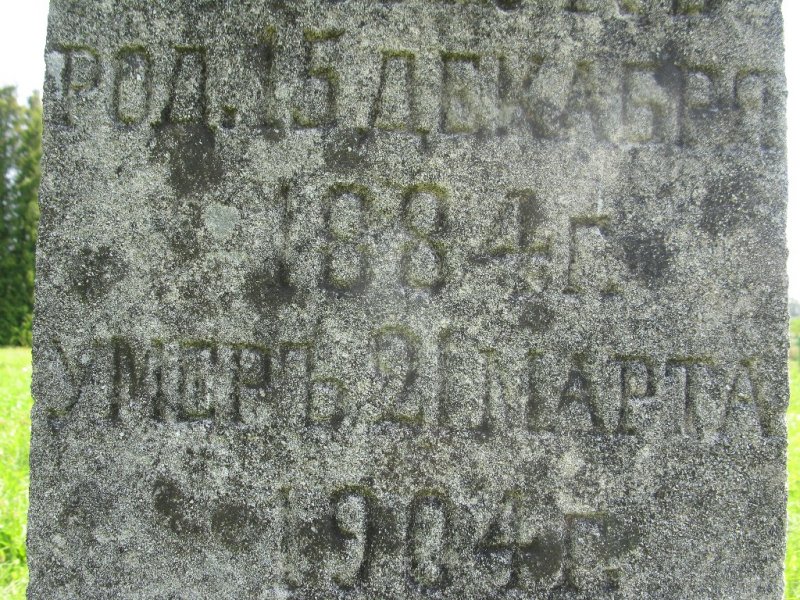 РОД. 15 ДЕКАБРЯ
1884 г.
УМЕРЪ 20 МАРТА
1904 г.